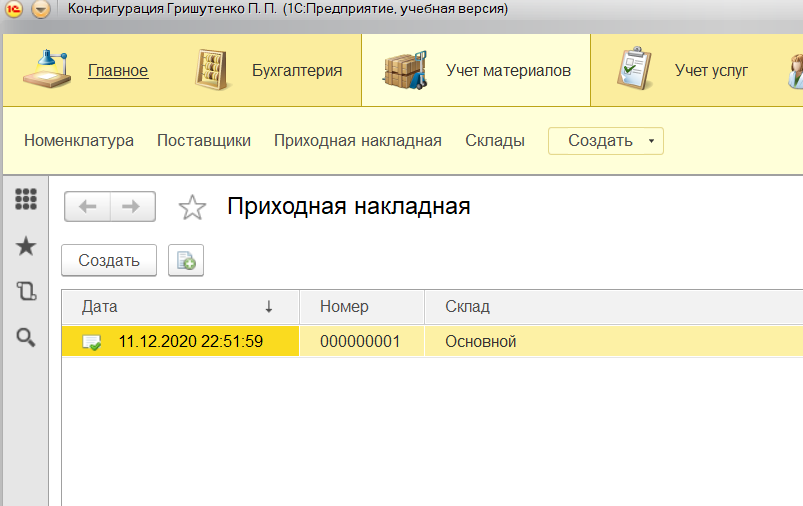 1С Конфигурация Гришутенко П. П. (1С:Предприятие, учебная версия)
Главное Бухгалтерия Учет материалов Учет услуг
Номенклатура Поставщики Приходная накладная Склады Создать
Приходная накладная
Создать
Дата ↓ Номер Склад
11.12.2020 22:51:59 000000001 Основной